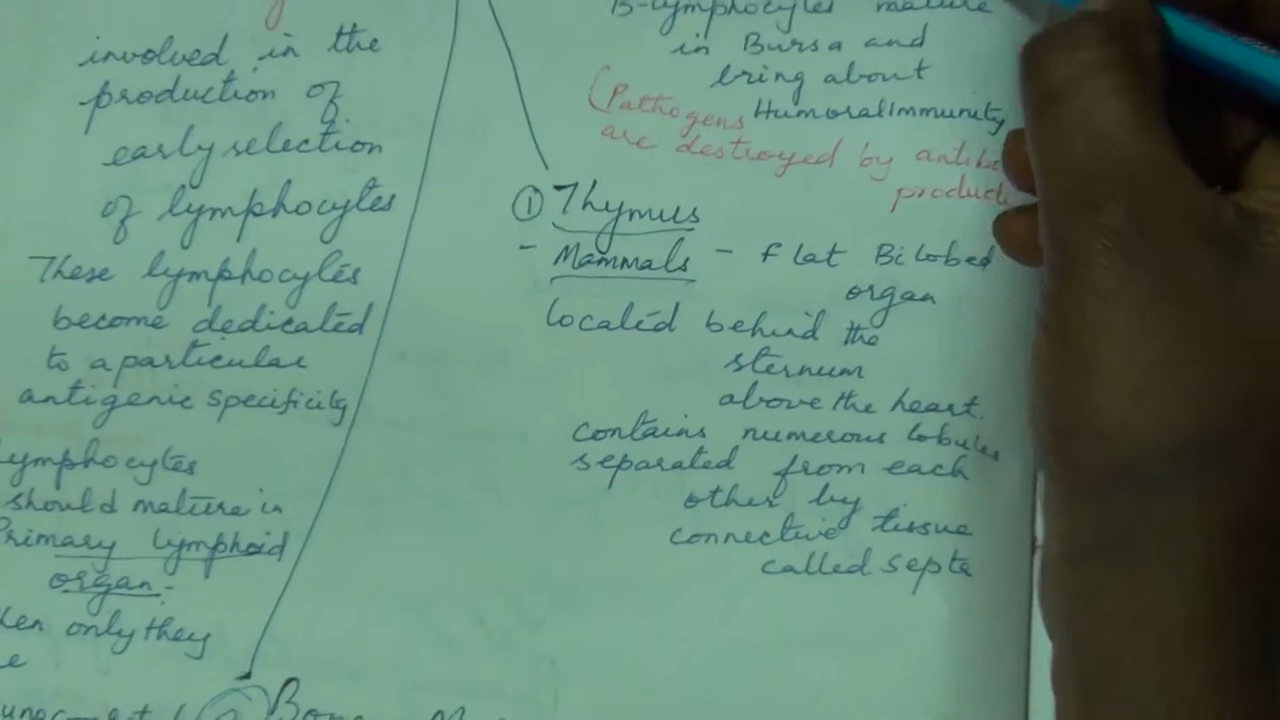 involved in the
production of
early selection
of lymphocytes
These lymphocytes
become dedicated
to a particular
antigenic specificity
Lymphocytes
should mature in
Primary lymphoid
organ.
only they
B-lymphocytes mature
in Bursa and
bring about
Humoral Immunity
(Pathogens
are destroyed by
① Thymus
- Mammals - flat Bilobed
organ
located behind the
sternum
above the heart.
contains numerous lobules
separated from each
other by
connective tissue
called septa